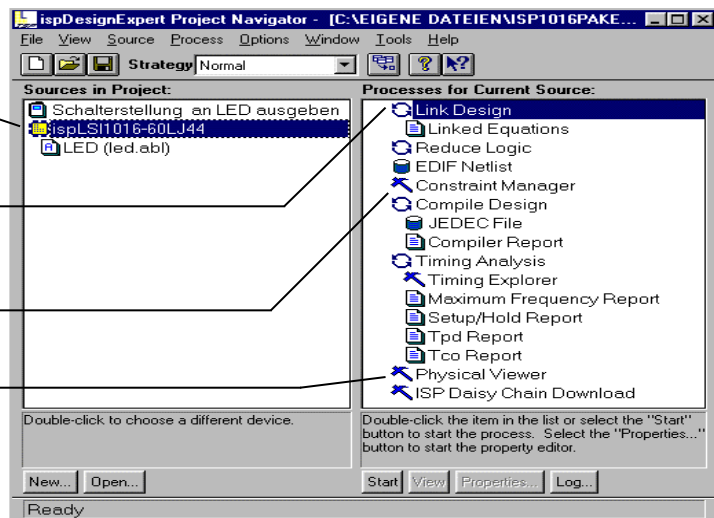 ispDesignExpert Project Navigator - [C:\EIGENE DATEIEN\ISP1016PAKE...
File View Source Process Options Window Tools Help
Strategy Normal
Sources in Project:
Schalterstellung an LED ausgeben
ispLSI1016-60LJ44
LED (led.abl)
Double-click to choose a different device.
New... Open...
Processes for Current Source:
Link Design
Linked Equations
Reduce Logic
EDIF Netlist
Constraint Manager
Compile Design
JEDEC File
Compiler Report
Timing Analysis
Timing Explorer
Maximum Frequency Report
Setup/Hold Report
Tpd Report
Tco Report
Physical Viewer
ISP Daisy Chain Download
Double-click the item in the list or select the "Start"
button to start the process. Select the "Properties..."
button to start the property editor.
Start View Properties... Log...
Ready